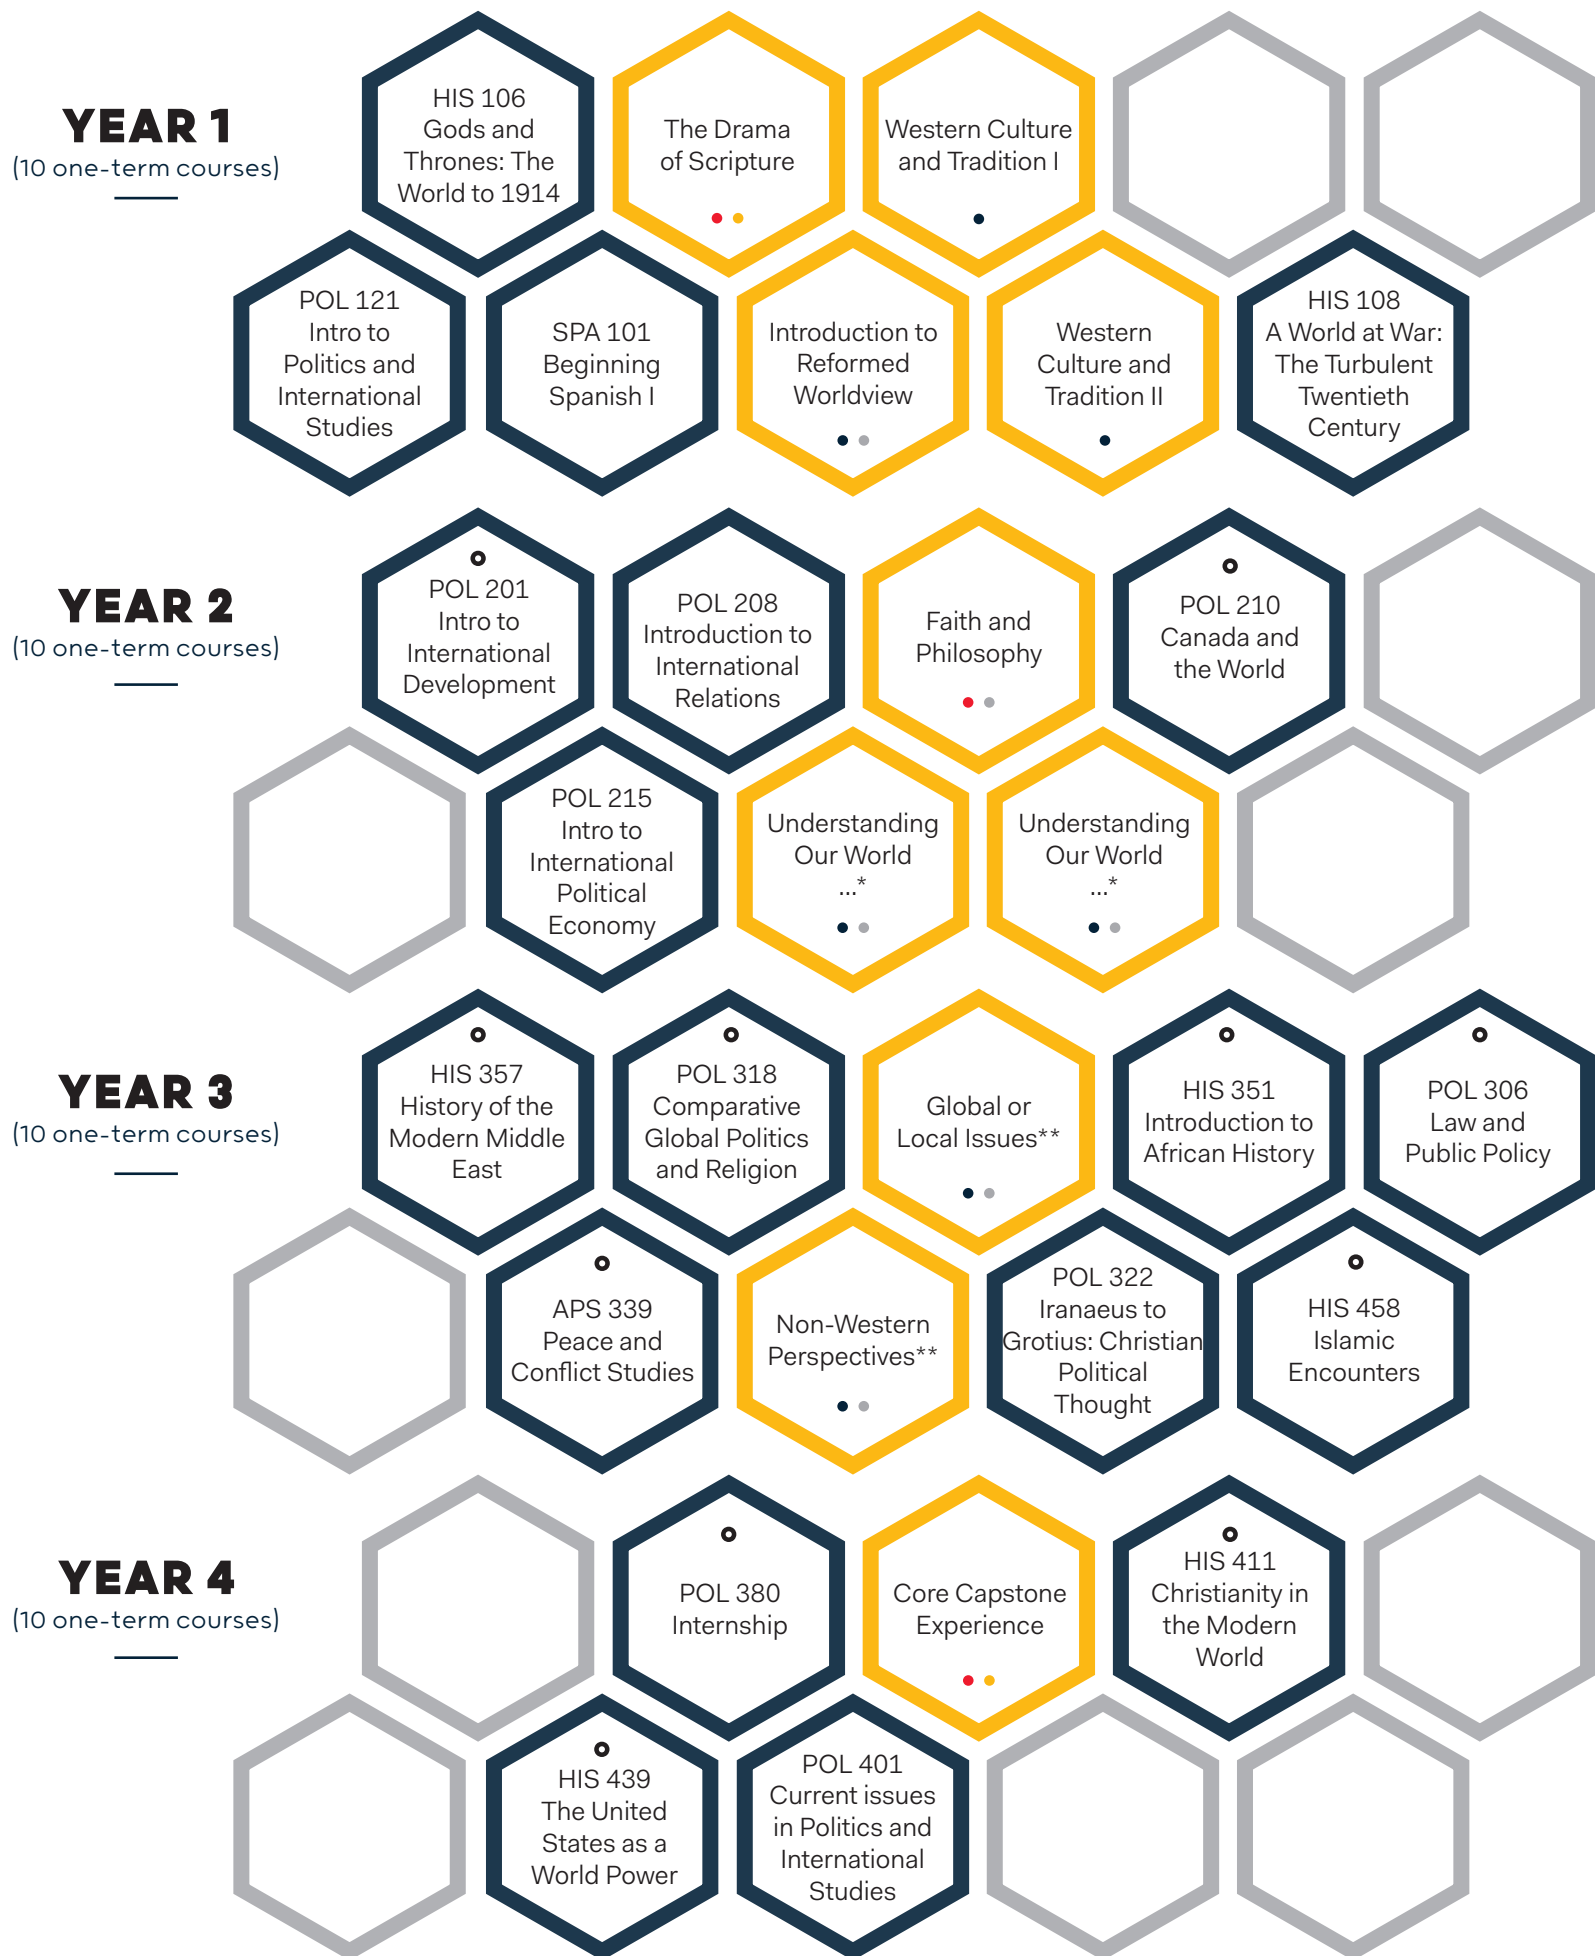 YEAR 1
(10 one-term courses)
HIS 106
Gods and
Thrones: The
World to 1914
The Drama
of Scripture
Western Culture
and Tradition I
POL 121
Intro to
Politics and
International
Studies
SPA 101
Beginning
Spanish I
Introduction to
Reformed
Worldview
Western
Culture and
Tradition II
HIS 108
A World at War:
The Turbulent
Twentieth
Century
YEAR 2
(10 one-term courses)
POL 201
Intro to
International
Development
POL 208
Introduction to
International
Relations
Faith and
Philosophy
POL 210
Canada and
the World
POL 215
Intro to
International
Political
Economy
Understanding
Our World
...*
Understanding
Our World
...*
YEAR 3
(10 one-term courses)
HIS 357
History of the
Modern Middle
East
POL 318
Comparative
Global Politics
and Religion
Global or
Local Issues**
HIS 351
Introduction to
African History
POL 306
Law and
Public Policy
APS 339
Peace and
Conflict Studies
Non-Western
Perspectives**
POL 322
Iranaeus to
Grotius: Christian
Political
Thought
HIS 458
Islamic
Encounters
YEAR 4
(10 one-term courses)
POL 380
Internship
Core Capstone
Experience
HIS 411
Christianity in
the Modern
World
HIS 439
The United
States as a
World Power
POL 401
Current issues
in Politics and
International
Studies